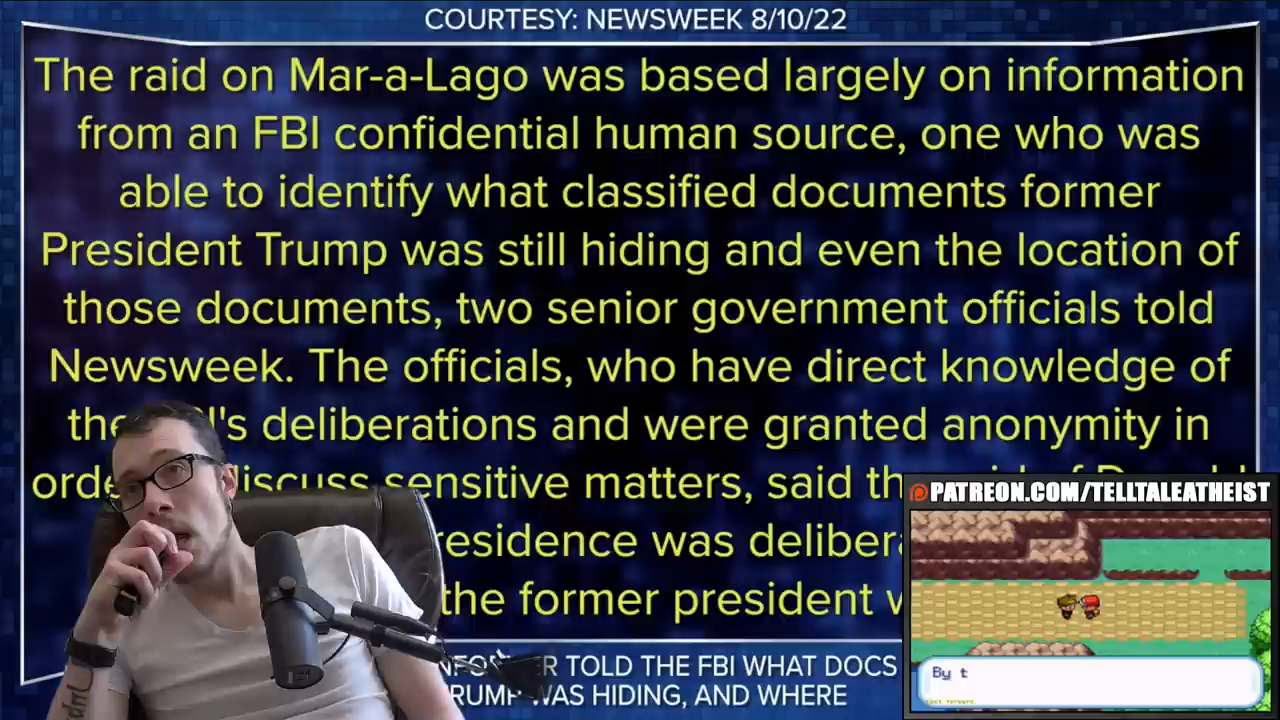 COURTESY: NEWSWEEK 8/10/22
The raid on Mar-a-Lago was based largely on information
from an FBI confidential human source, one who was
able to identify what classified documents former
President Trump was still hiding and even the location of
those documents, two senior government officials told
Newsweek. The officials, who have direct knowledge of
the 's deliberations and were granted anonymity in
discuss sensitive matters, said
PATREON.COM/TELLTALEATHEIST
residence was
the former president
By t
TOLD THE FBI WHAT DOCS
WAS HIDING, AND WHERE